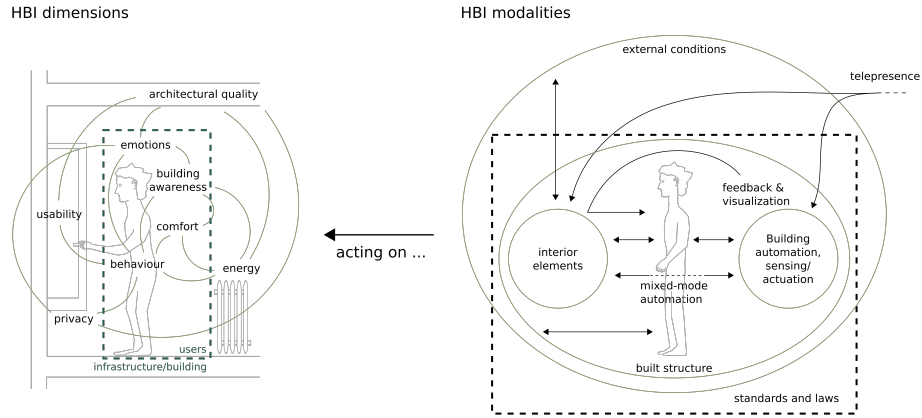 HBI dimensions
architectural quality
emotions
building
awareness
usability
comfort
behaviour
energy
privacy
users
infrastructure/building
acting on ...
HBI modalities
external conditions
telepresence
feedback &
visualization
interior
elements
Building
automation,
sensing/
actuation
mixed-mode
automation
built structure
standards and laws